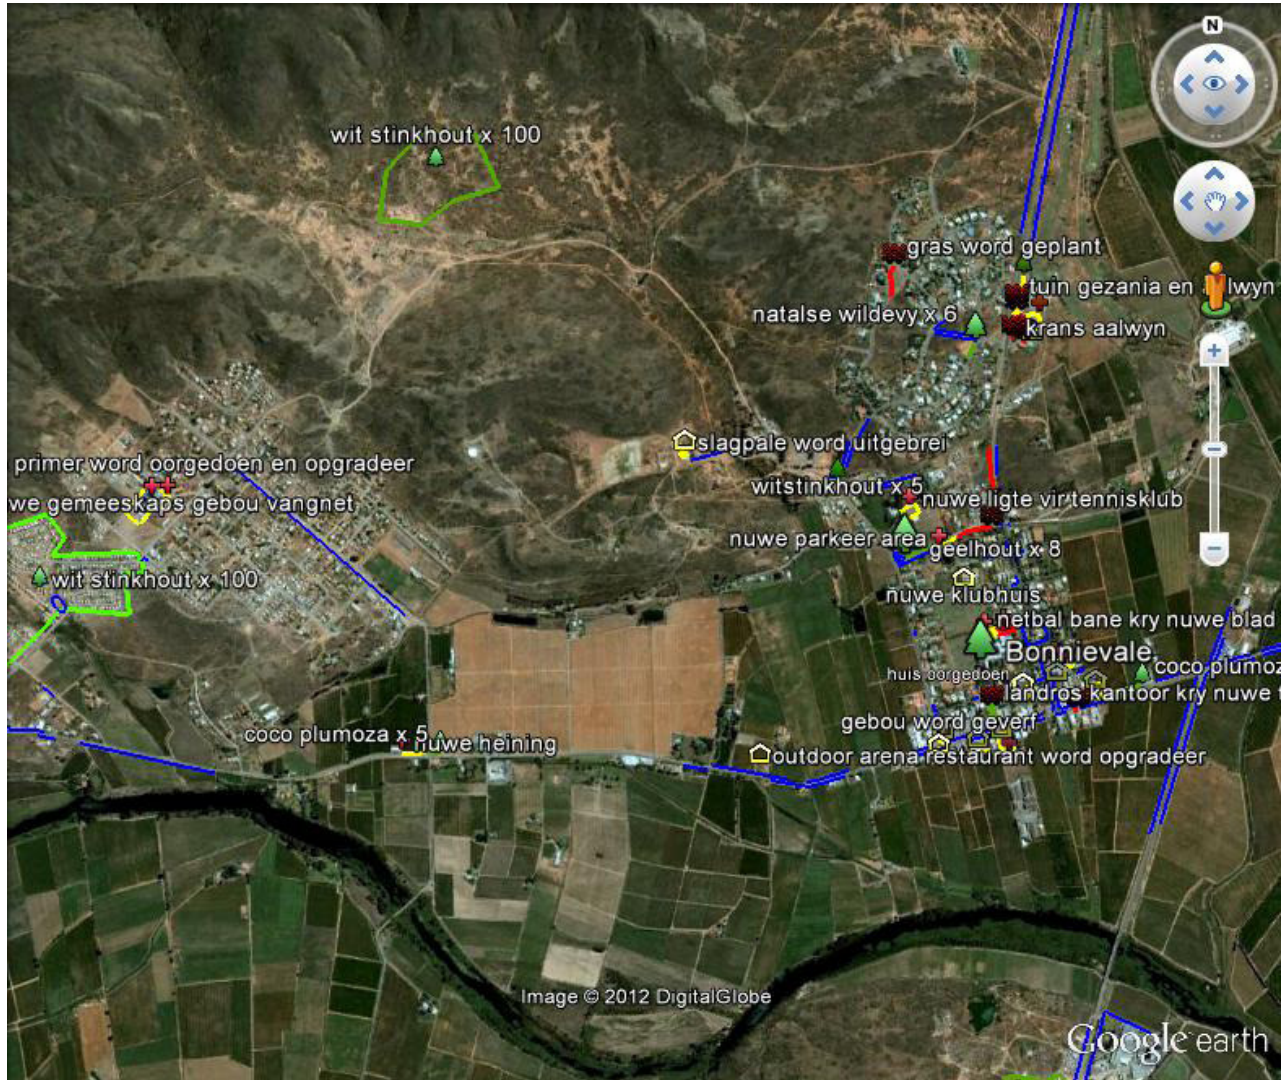 N
wit stinkhout x 100
gras word geplant
tuin gezania en lwyn
natalse wildevy x 6
krans aalwyn
slagpale word uitgebrei
primer word oorgedoen en opgradeer
witstinkhout x 5
nuwe ligte vir tennisklub
we gemeeskaps gebou vangnet
nuwe parkeer area
geelhout x 8
wit stinkhout x 100
nuwe klubhuis
netbal bane kry nuwe blad
Bonnievale
coco plumoz
huis oorgedoen
landros kantoor kry nuwe
gebou word geverf
coco plumoza x 5
nuwe heining
outdoor arena restaurant word opgradeer
Image © 2012 DigitalGlobe
Google earth